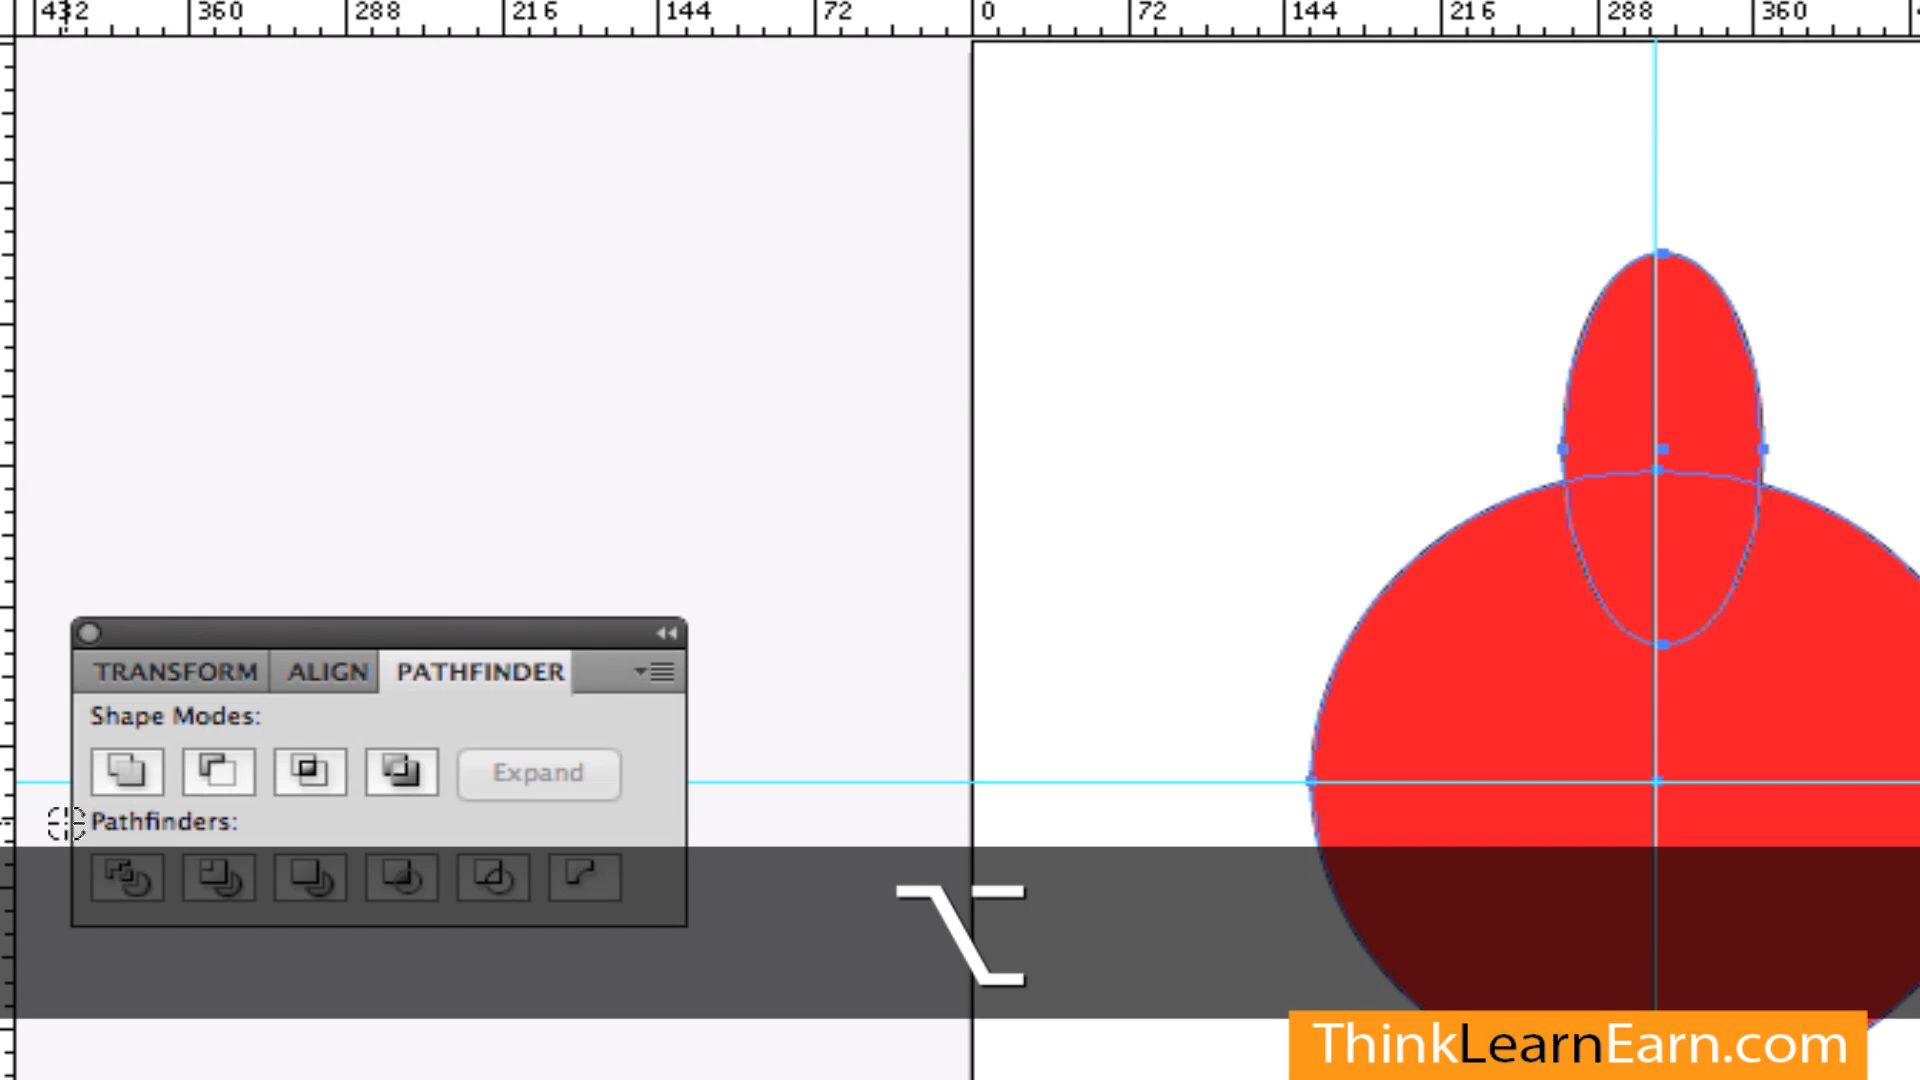 432 360 288 216 144 72 0 72 144 216 288 360
TRANSFORM ALIGN PATHFINDER
Shape Modes:
Expand
Pathfinders:
ThinkLearnEarn.com